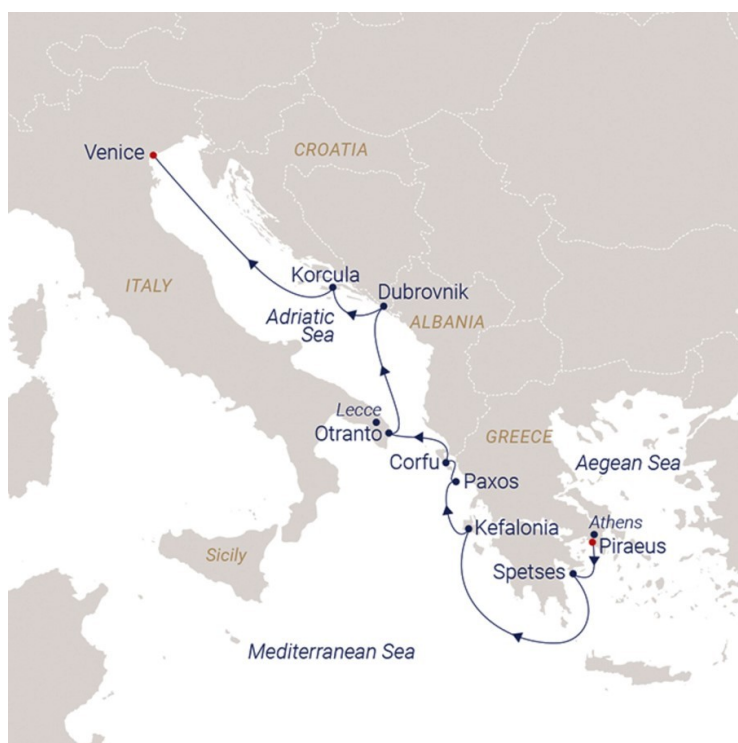 Venice
CROATIA
Korcula
ITALY
Dubrovnik
Adriatic
Sea
ALBANIA
Lecce
Otranto
GREECE
Corfu
Aegean Sea
Paxos
Kefalonia
Athens
Piraeus
Sicily
Spetses
Mediterranean Sea